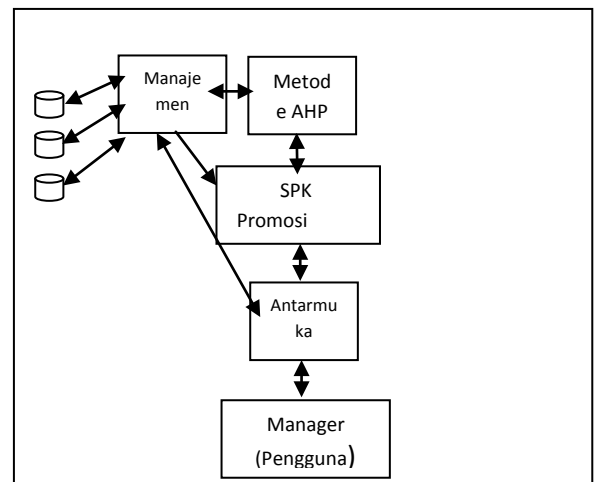 Manaje
men
Metod
e AHP
SPK
Promosi
Antarmu
ka
Manager
(Pengguna)